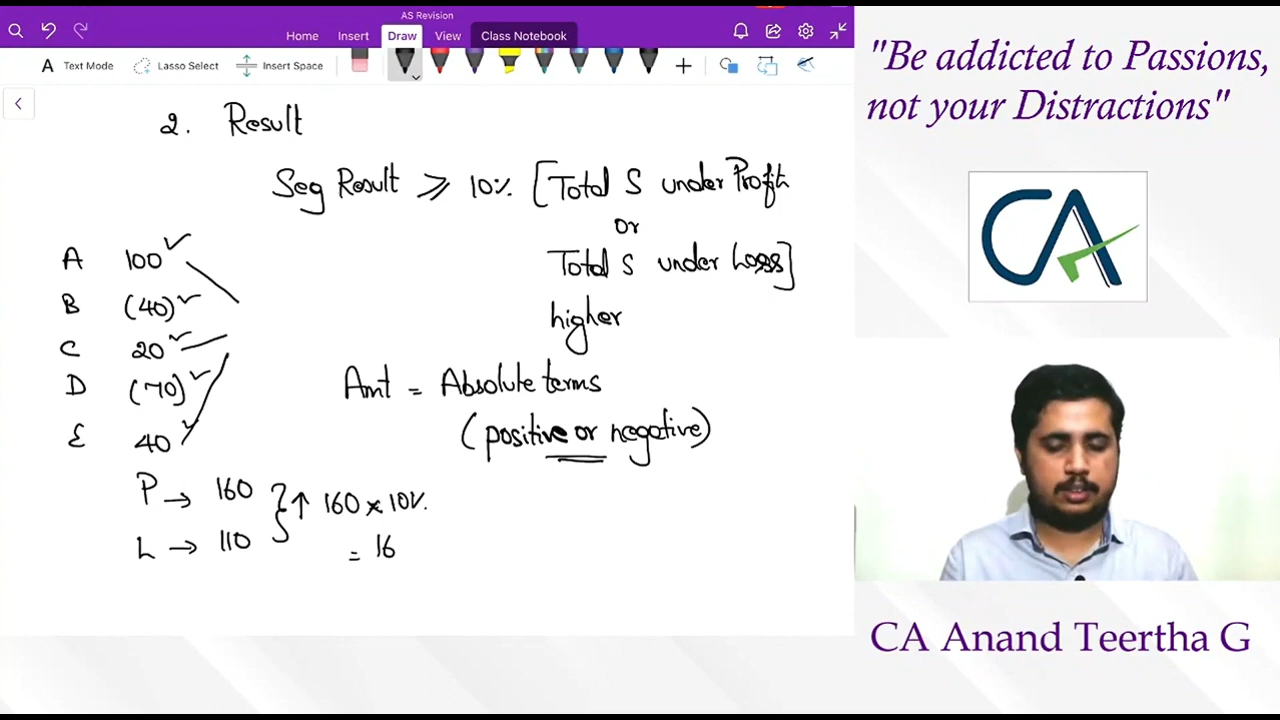 AS Revision
Home Insert Draw View Class Notebook
A Text Mode Lasso Select Insert Space
"Be addicted to Passions,
not your Distractions"
CA
2. Result
Seg Result ⩾ 10% [Total S under Profit
or
Total S under Loss]
higher
A 100 ✓
B (40) ✓
C 20 ✓
D (70) ✓
E 40 ✓
Amt = Absolute terms
(positive or negative)
P → 160
L → 110
} ↑ 160 × 10%.
= 16
CA Anand Teertha G